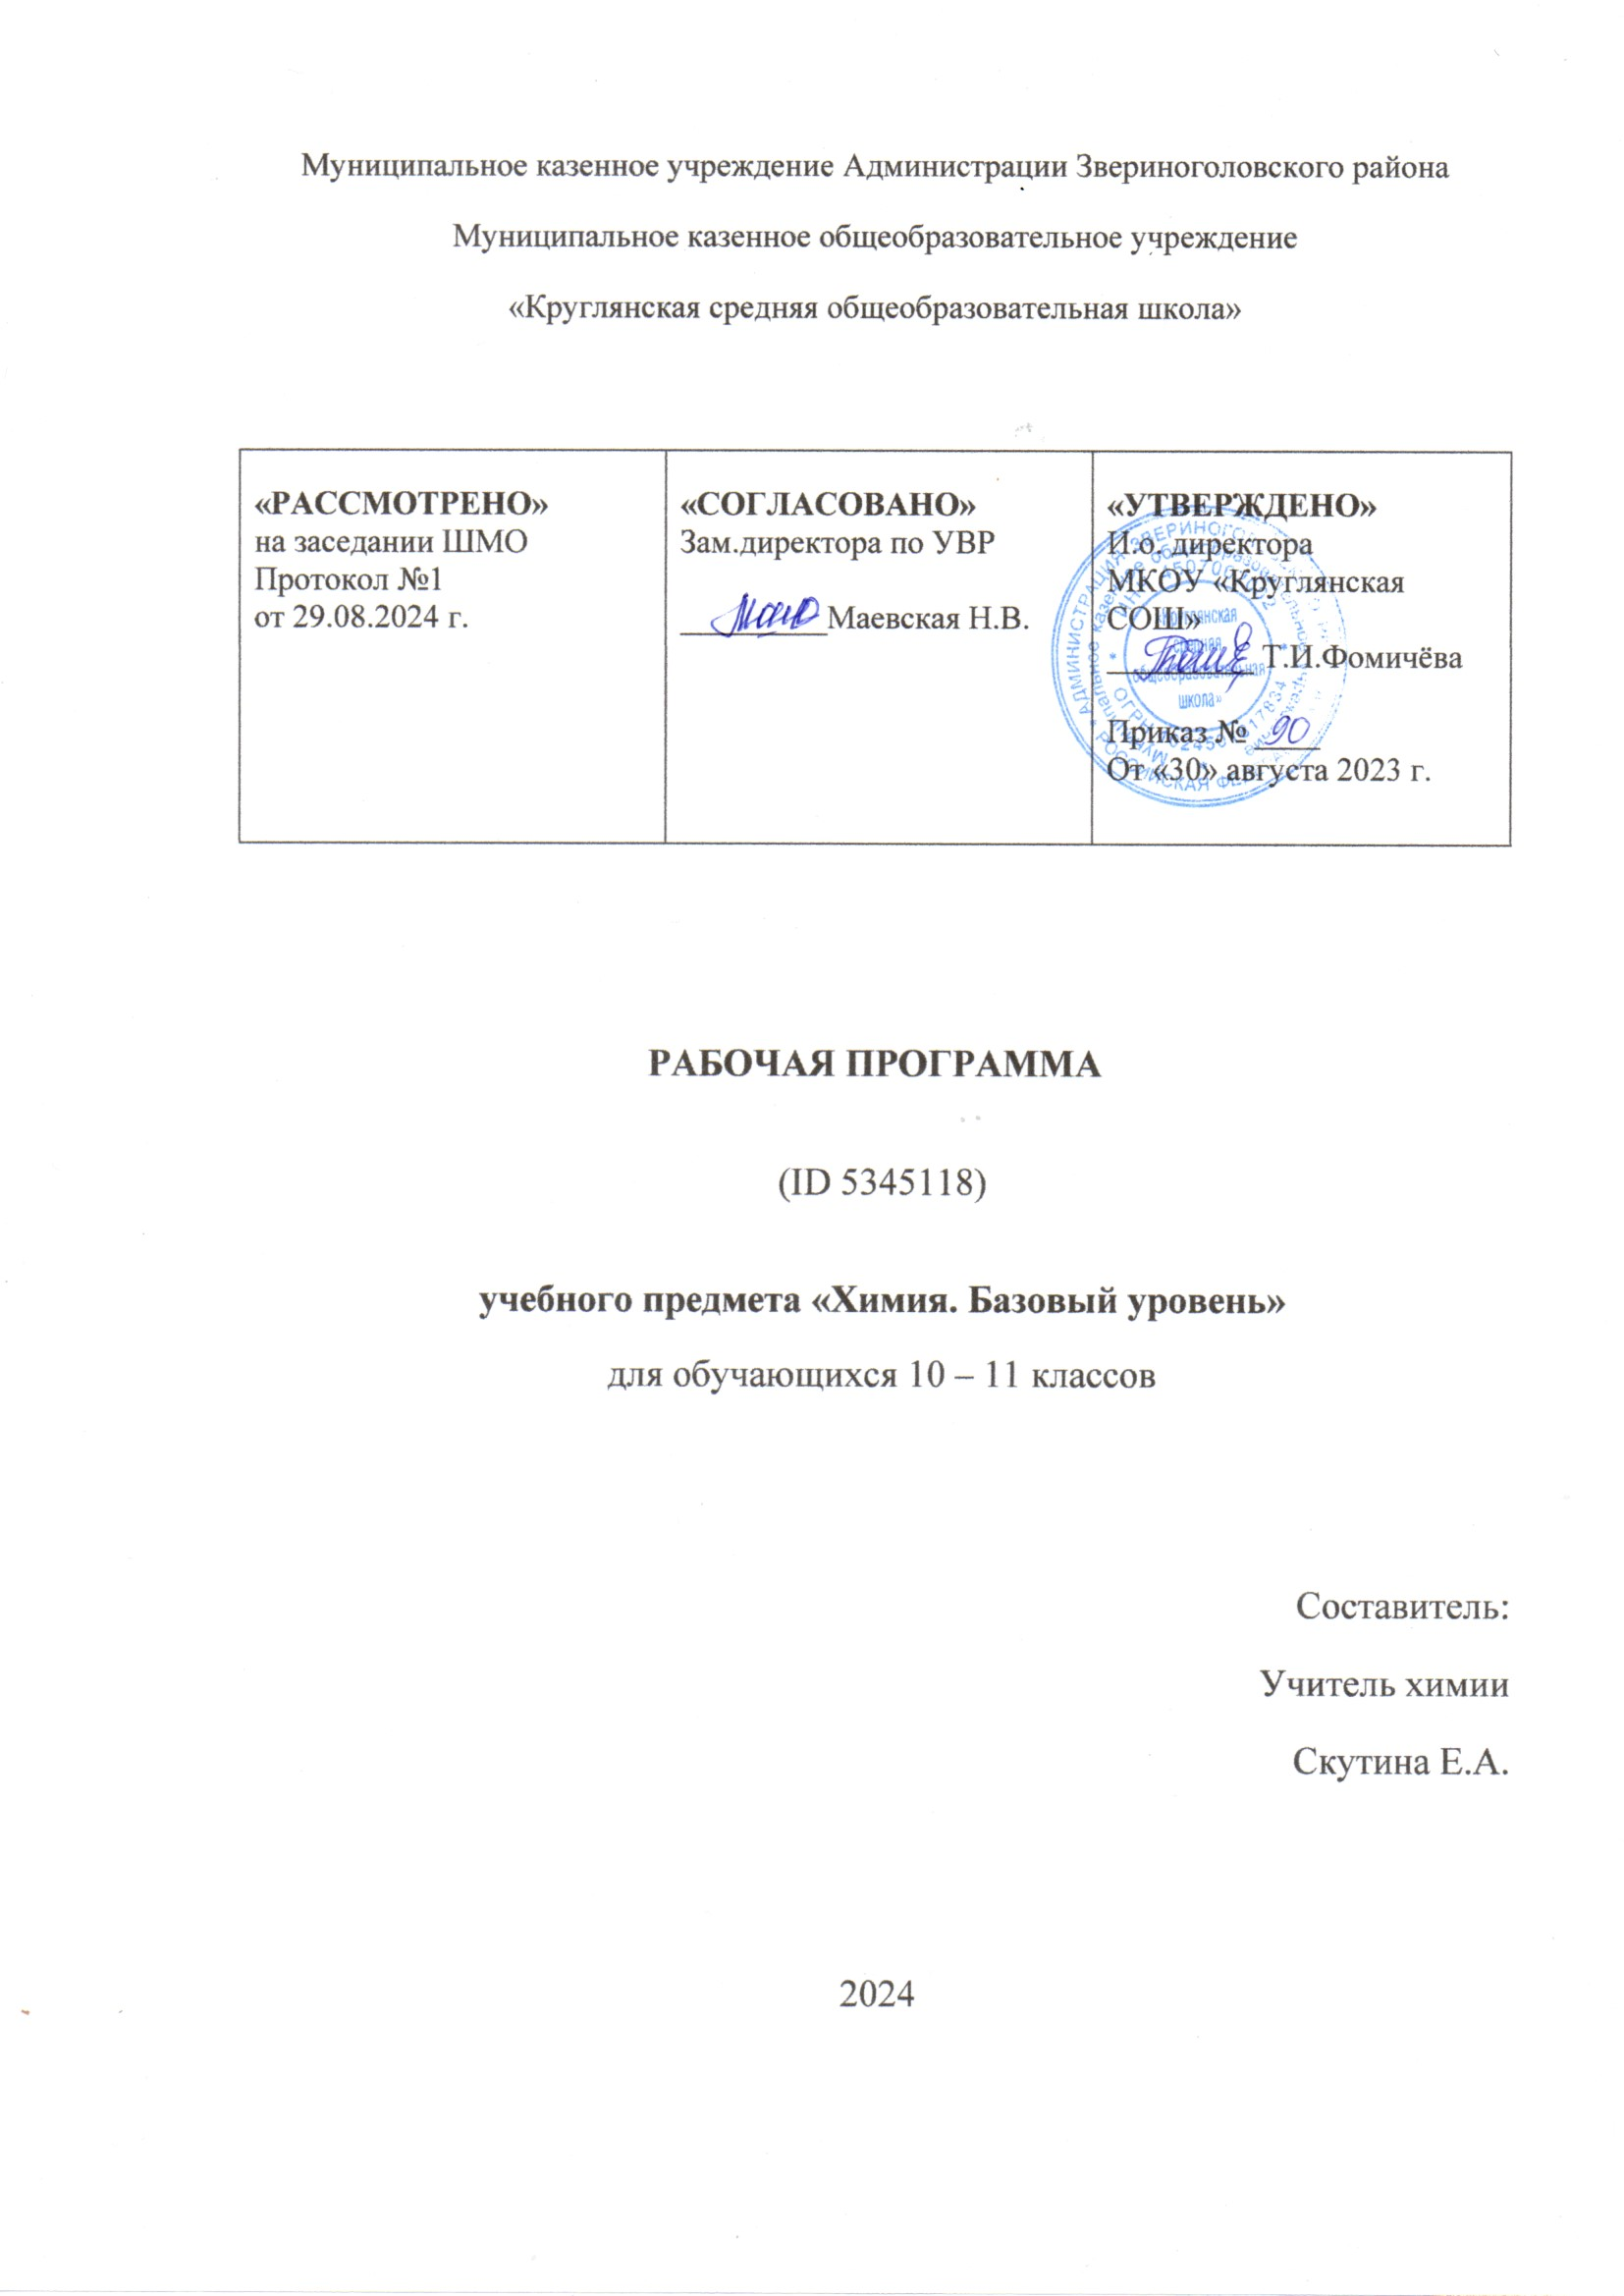 Муниципальное казенное учреждение Администрации Звериноголовского района
Муниципальное казенное общеобразовательное учреждение
«Круглянская средняя общеобразовательная школа»
«РАССМОТРЕНО»
на заседании ШМО
Протокол №1
от 29.08.2024 г.
«СОГЛАСОВАНО»
Зам.директора по УВР
Маевская Н.В.
«УТВЕРЖДЕНО»
И.о. директора
МКОУ «Круглянская
СОШ»
Т.И.Фомичёва
Приказ № 90
От «30» августа 2023 г.
средняя
общеобразовательная
школа»
РАБОЧАЯ ПРОГРАММА
(ID 5345118)
учебного предмета «Химия. Базовый уровень»
для обучающихся 10 – 11 классов
Составитель:
Учитель химии
Скутина Е.А.
2024